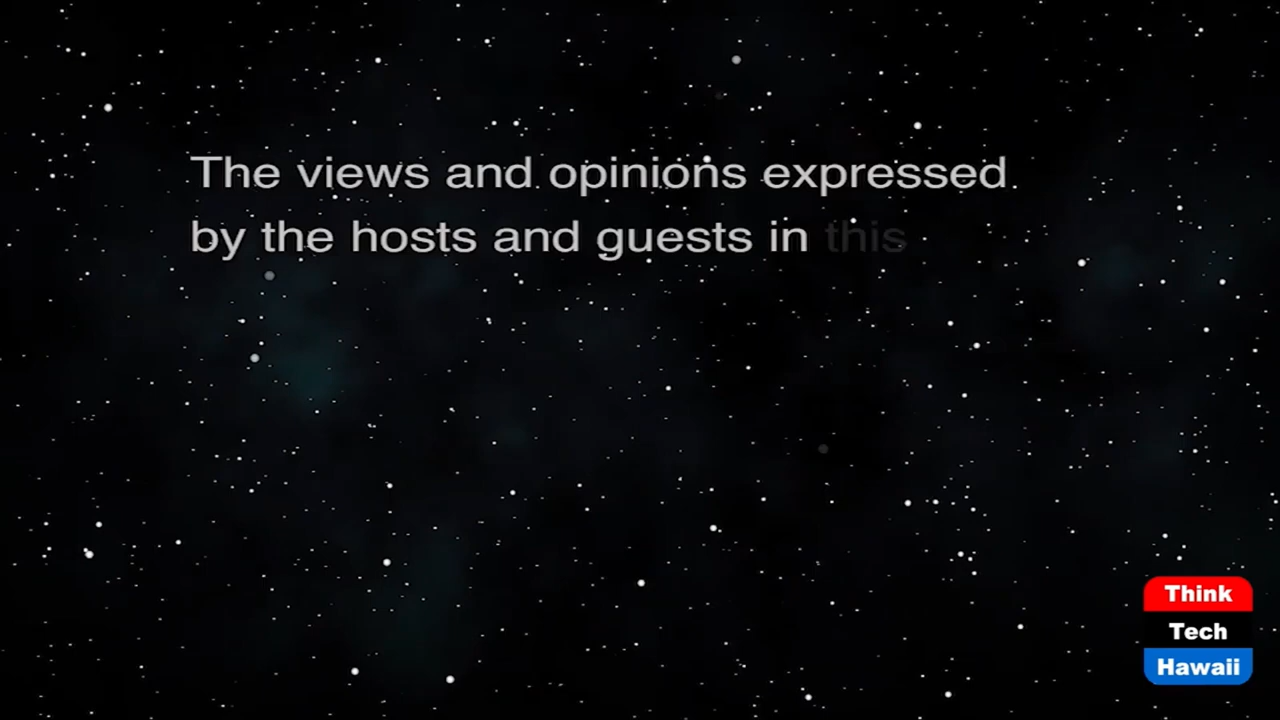 The views and opinions expressed
by the hosts and guests in this
Think
Tech
Hawaii